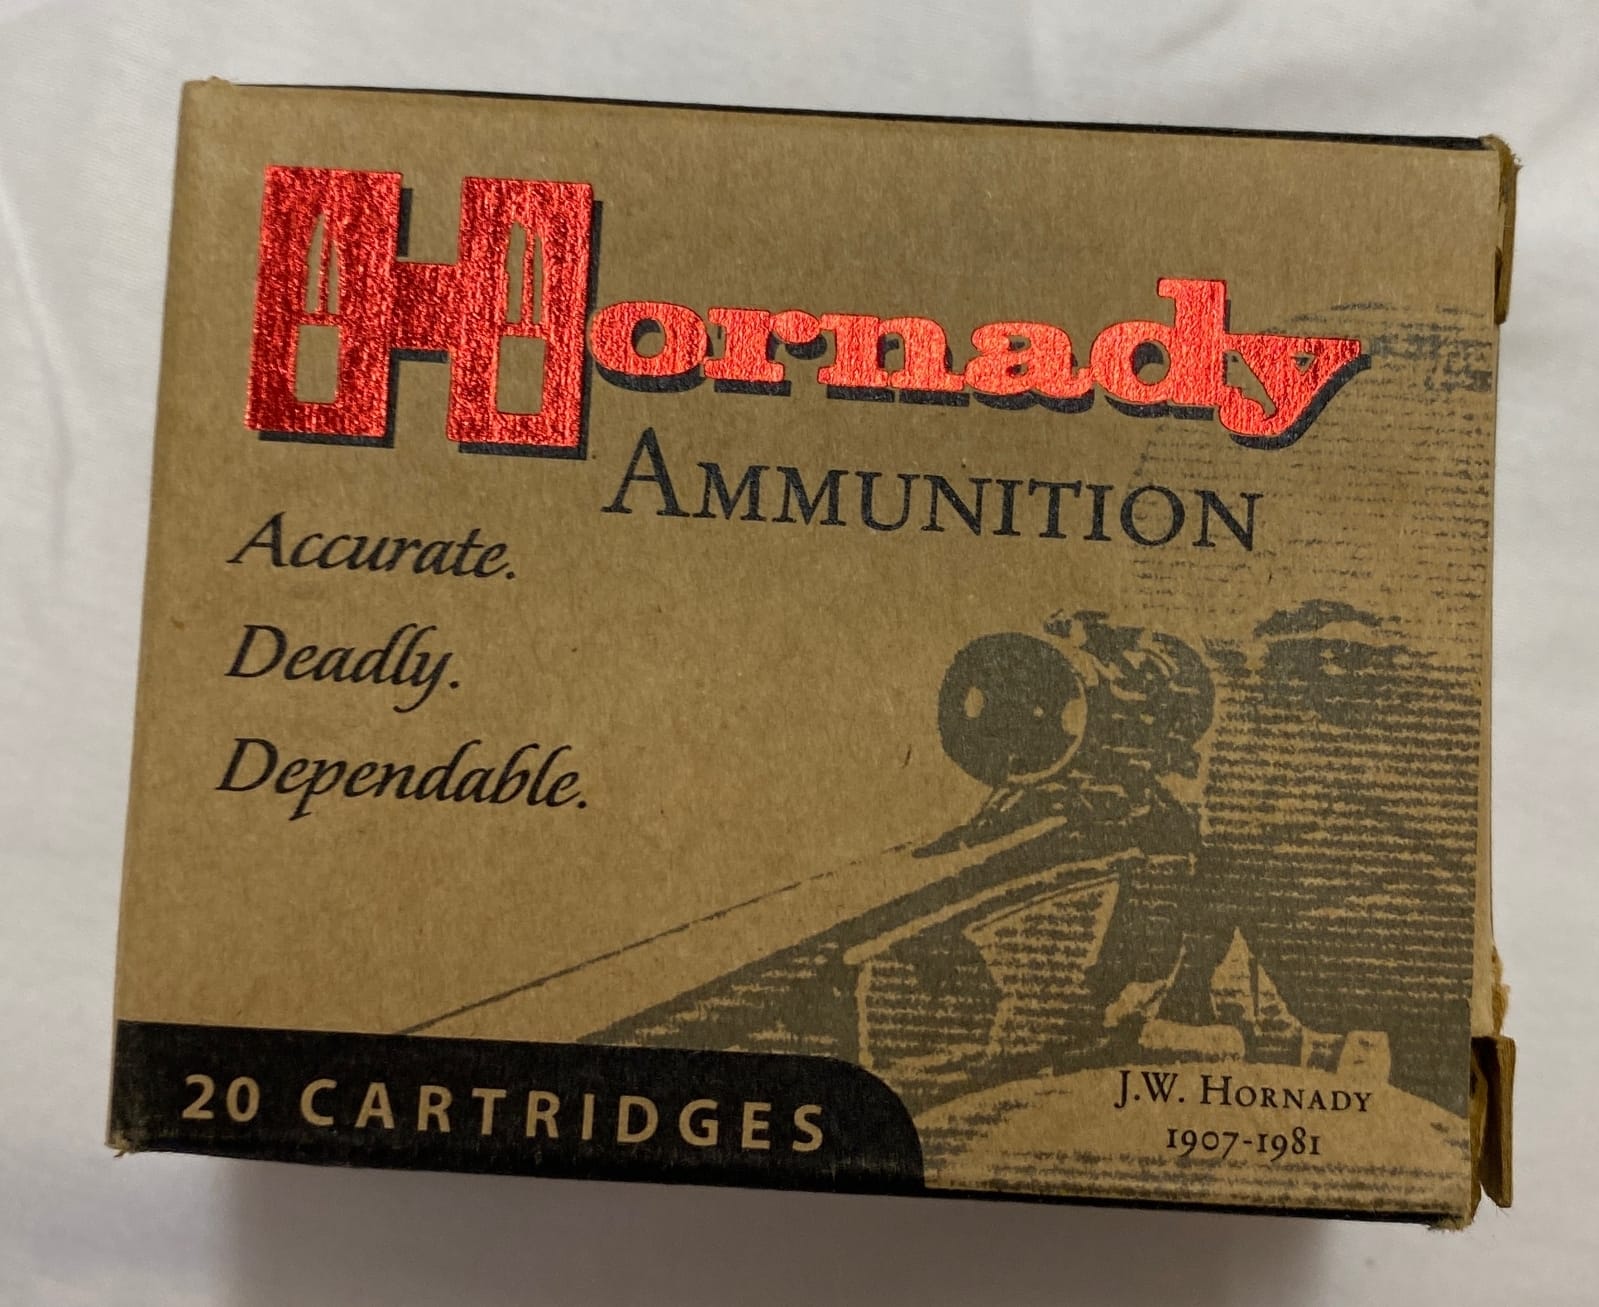 Hornady
AMMUNITION
Accurate.
Deadly.
Dependable.
20 CARTRIDGES
J.W. HORNADY
1907-1981